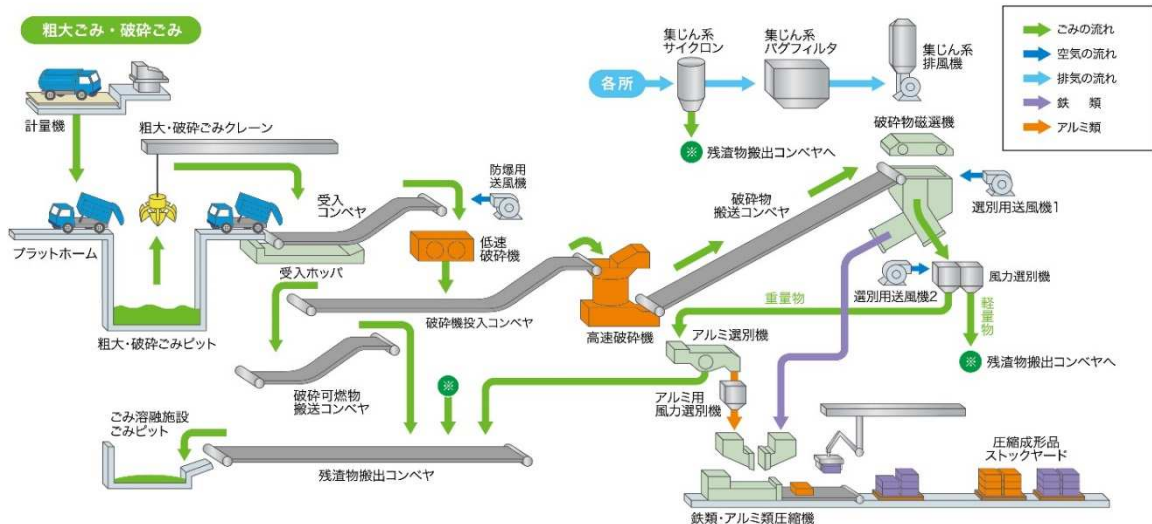 粗大ごみ・破砕ごみ
計量機
粗大・破砕ごみクレーン
プラットホーム
粗大・破砕ごみピット
受入
コンベヤ
受入ホッパ
防爆用
送風機
低速
破砕機
破砕機投入コンベヤ
破砕可燃物
搬送コンベヤ
ごみ溶融施設
ごみピット
※
残渣物搬出コンベヤ
高速破砕機
破砕物
搬送コンベヤ
各所
集じん系
サイクロン
集じん系
バグフィルタ
集じん系
排風機
※
残渣物搬出コンベヤへ
破砕物磁選機
選別用送風機1
選別用送風機2
風力選別機
重量物
軽量物
※
残渣物搬出コンベヤへ
アルミ選別機
アルミ用
風力選別機
鉄類・アルミ類圧縮機
圧縮成形品
ストックヤード
ごみの流れ
空気の流れ
排気の流れ
鉄　類
アルミ類